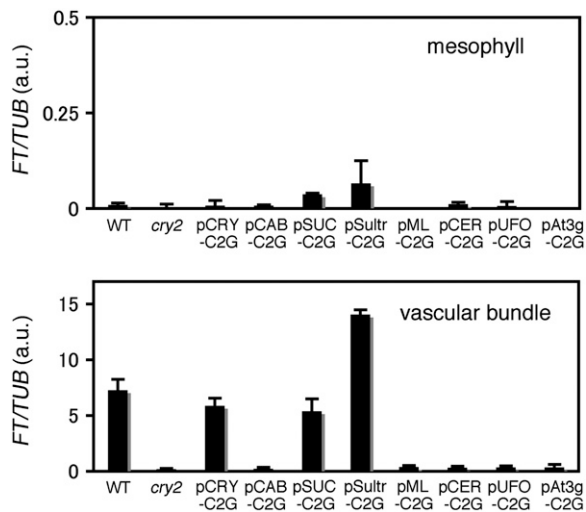 0.5
mesophyll
FT/TUB (a.u.)
0.25
0
WT cry2 pCRY pCAB pSUC pSultr pML pCER pUFO pAt3g
-C2G -C2G -C2G -C2G -C2G -C2G -C2G -C2G
15
vascular bundle
FT/TUB (a.u.)
10
5
0
WT cry2 pCRY pCAB pSUC pSultr pML pCER pUFO pAt3g
-C2G -C2G -C2G -C2G -C2G -C2G -C2G -C2G